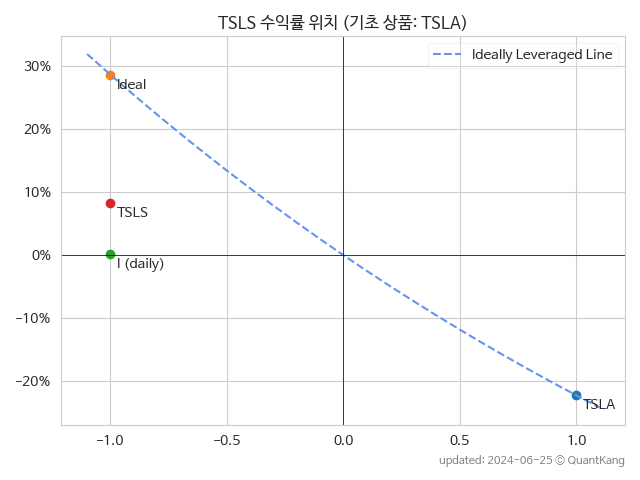 TSLS 수익률 위치 (기초 상품: TSLA)
Ideally Leveraged Line
30%
Ideal
20%
10%
TSLS
0%
I (daily)
-10%
-20%
TSLA
-1.0
-0.5
0.0
0.5
1.0
updated: 2024-06-25 © QuantKang